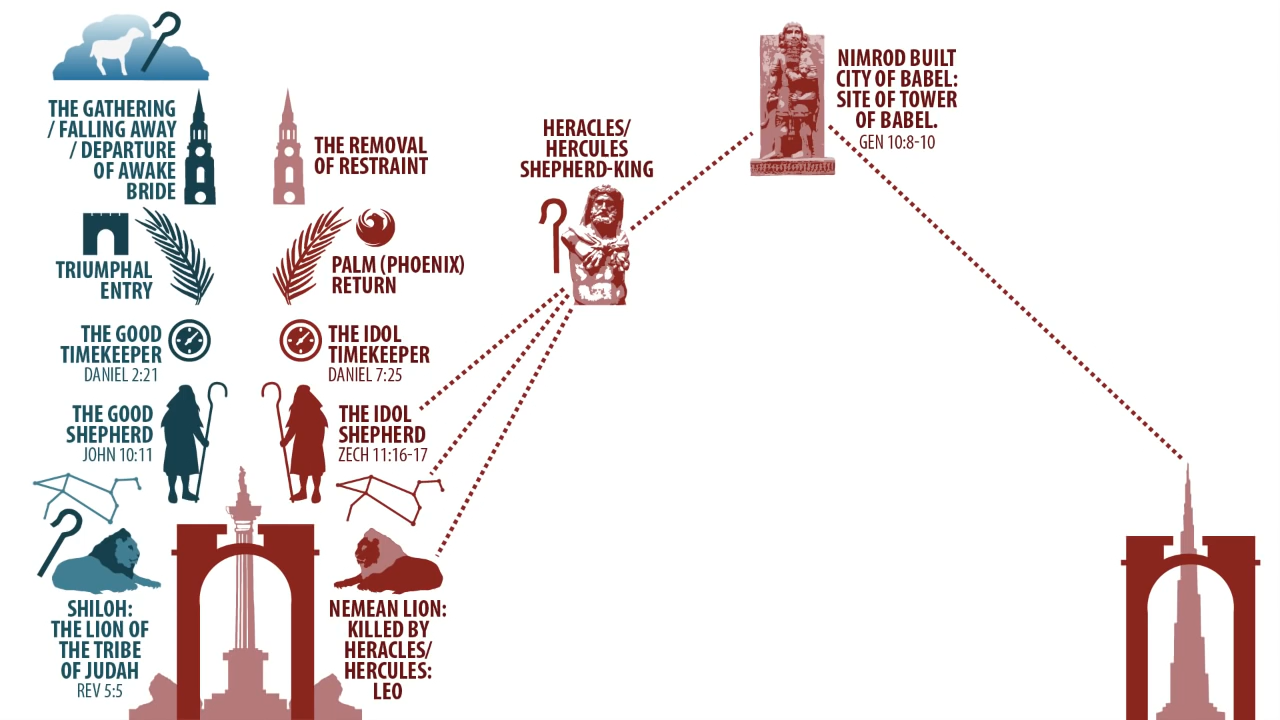 THE GATHERING
/ FALLING AWAY
/ DEPARTURE
OF AWAKE
BRIDE
THE REMOVAL
OF RESTRAINT
TRIUMPHAL
ENTRY
PALM (PHOENIX)
RETURN
THE GOOD
TIMEKEEPER
DANIEL 2:21
THE IDOL
TIMEKEEPER
DANIEL 7:25
THE GOOD
SHEPHERD
JOHN 10:11
THE IDOL
SHEPHERD
ZECH 11:16-17
SHILOH:
THE LION OF
THE TRIBE
OF JUDAH
REV 5:5
NEMEAN LION:
KILLED BY
HERACLES/
HERCULES:
LEO
HERACLES/
HERCULES
SHEPHERD-KING
NIMROD BUILT
CITY OF BABEL:
SITE OF TOWER
OF BABEL.
GEN 10:8-10